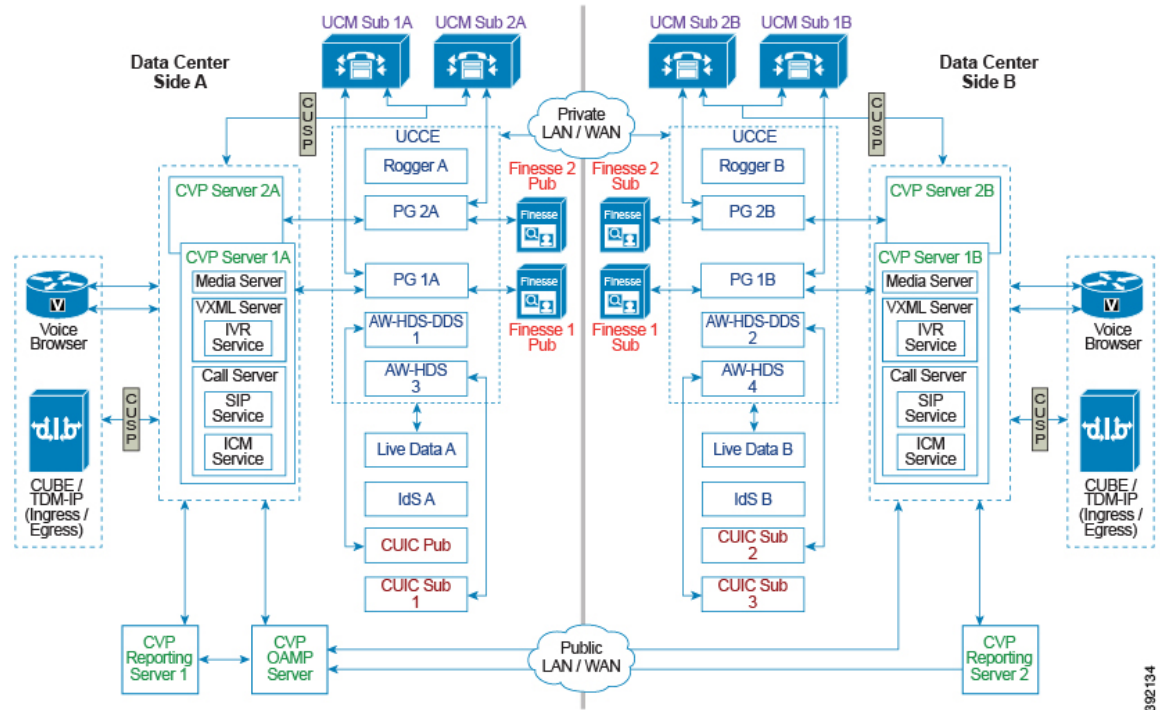 UCM Sub 1A
UCM Sub 2A
UCM Sub 2B
UCM Sub 1B
Data Center
Side A
Data Center
Side B
CUSP
CUSP
Private
LAN / WAN
UCCE
Rogger A
PG 2A
PG 1A
AW-HDS-DDS
1
AW-HDS
3
Live Data A
IdS A
CUIC Pub
CUIC Sub
1
Finesse 2
Pub
Finesse
Finesse
Finesse 1
Pub
Finesse 2
Sub
Finesse
Finesse
Finesse 1
Sub
UCCE
Rogger B
PG 2B
PG 1B
AW-HDS-DDS
2
AW-HDS
4
Live Data B
IdS B
CUIC Sub
2
CUIC Sub
3
CVP Server 2A
CVP Server 1A
Media Server
VXML Server
IVR
Service
Call Server
SIP
Service
ICM
Service
V
Voice
Browser
CUSP
d,l,b
CUBE /
TDM-IP
(Ingress /
Egress)
CVP Server 2B
CVP Server 1B
Media Server
VXML Server
IVR
Service
Call Server
SIP
Service
ICM
Service
V
Voice
Browser
CUSP
d,l,b
CUBE /
TDM-IP
(Ingress /
Egress)
CVP
Reporting
Server 1
CVP
OAMP
Server
Public
LAN / WAN
CVP
Reporting
Server 2
392134